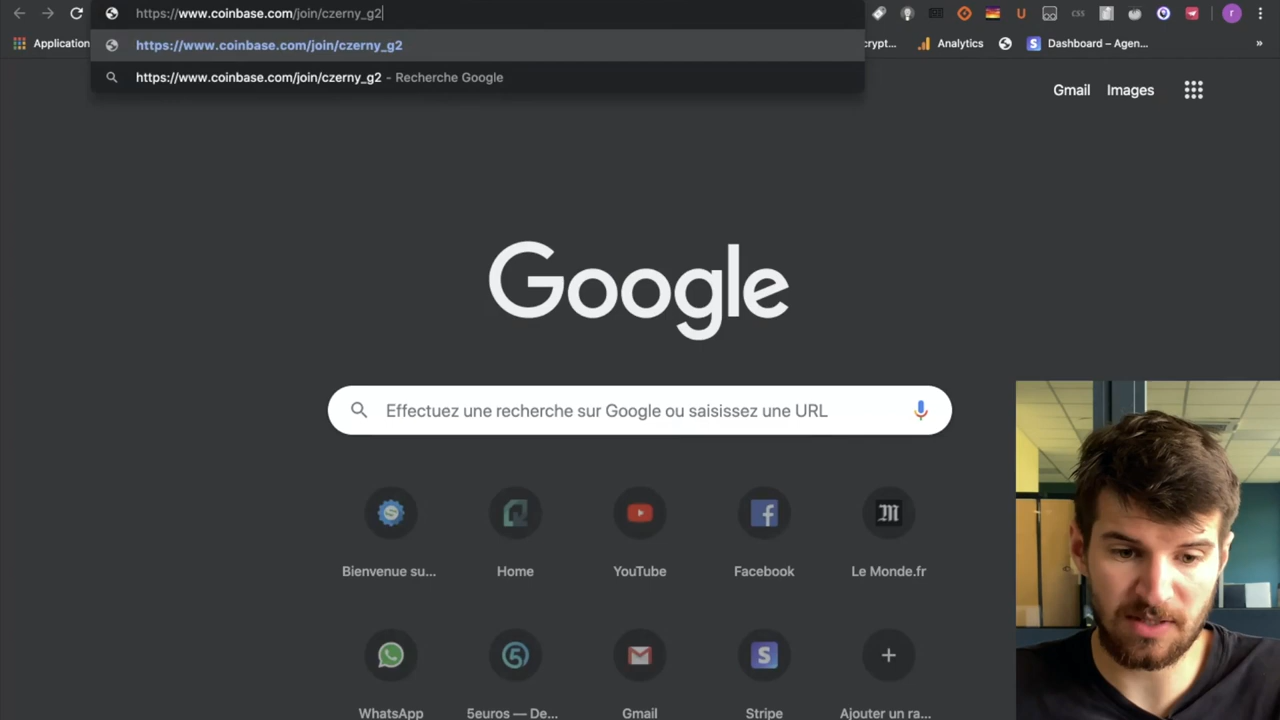 https://www.coinbase.com/join/czerny_g2
https://www.coinbase.com/join/czerny_g2
https://www.coinbase.com/join/czerny_g2 - Recherche Google
Application
crypt...
Analytics
Dashboard – Agen...
»
Gmail
Images
Google
Effectuez une recherche sur Google ou saisissez une URL
Bienvenue su...
Home
YouTube
Facebook
Le Monde.fr
WhatsApp
5euros — De...
Gmail
Stripe
Ajouter un ra...